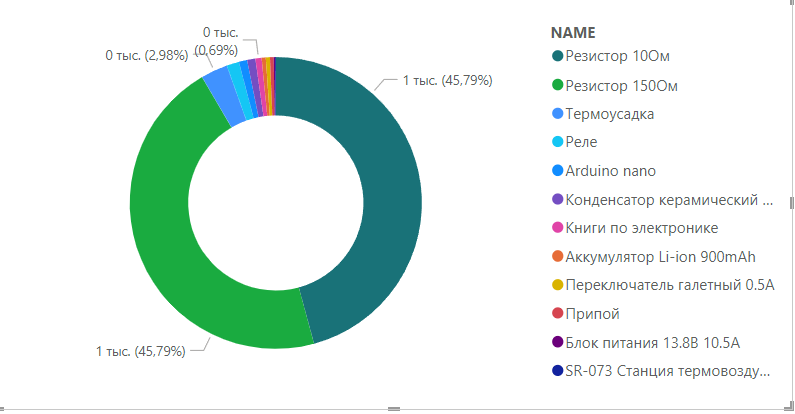 0 тыс.
(0,69%)
0 тыс. (2,98%)
1 тыс. (45,79%)
1 тыс. (45,79%)
NAME
Резистор 10Ом
Резистор 150Ом
Термоусадка
Реле
Arduino nano
Конденсатор керамический ...
Книги по электронике
Аккумулятор Li-ion 900mAh
Переключатель галетный 0.5А
Припой
Блок питания 13.8В 10.5А
SR-073 Станция термовозду...